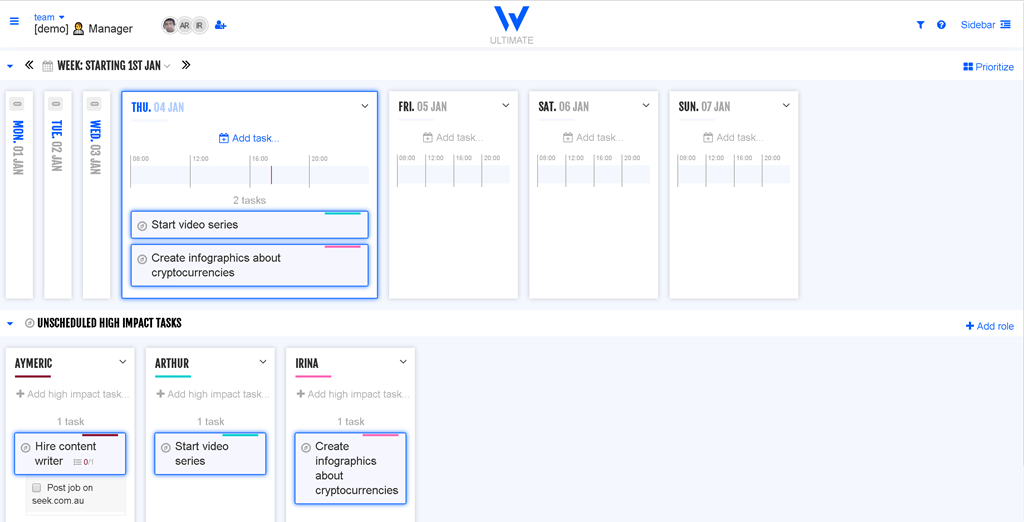 team
[demo] Manager
AR
IR
ULTIMATE
Sidebar
WEEK: STARTING 1ST JAN
Prioritize
MON. 01 JAN
TUE. 02 JAN
WED. 03 JAN
THU. 04 JAN
Add task...
08:00 12:00 16:00 20:00
2 tasks
Start video series
Create infographics about
cryptocurrencies
FRI. 05 JAN
Add task...
08:00 12:00 16:00 20:00
SAT. 06 JAN
Add task...
08:00 12:00 16:00 20:00
SUN. 07 JAN
Add task...
08:00 12:00 16:00 20:00
UNSCHEDULED HIGH IMPACT TASKS
Add role
AYMERIC
Add high impact task...
1 task
Hire content
writer 0/1
Post job on
seek.com.au
ARTHUR
Add high impact task...
1 task
Start video
series
IRINA
Add high impact task...
1 task
Create
infographics
about
cryptocurrencies